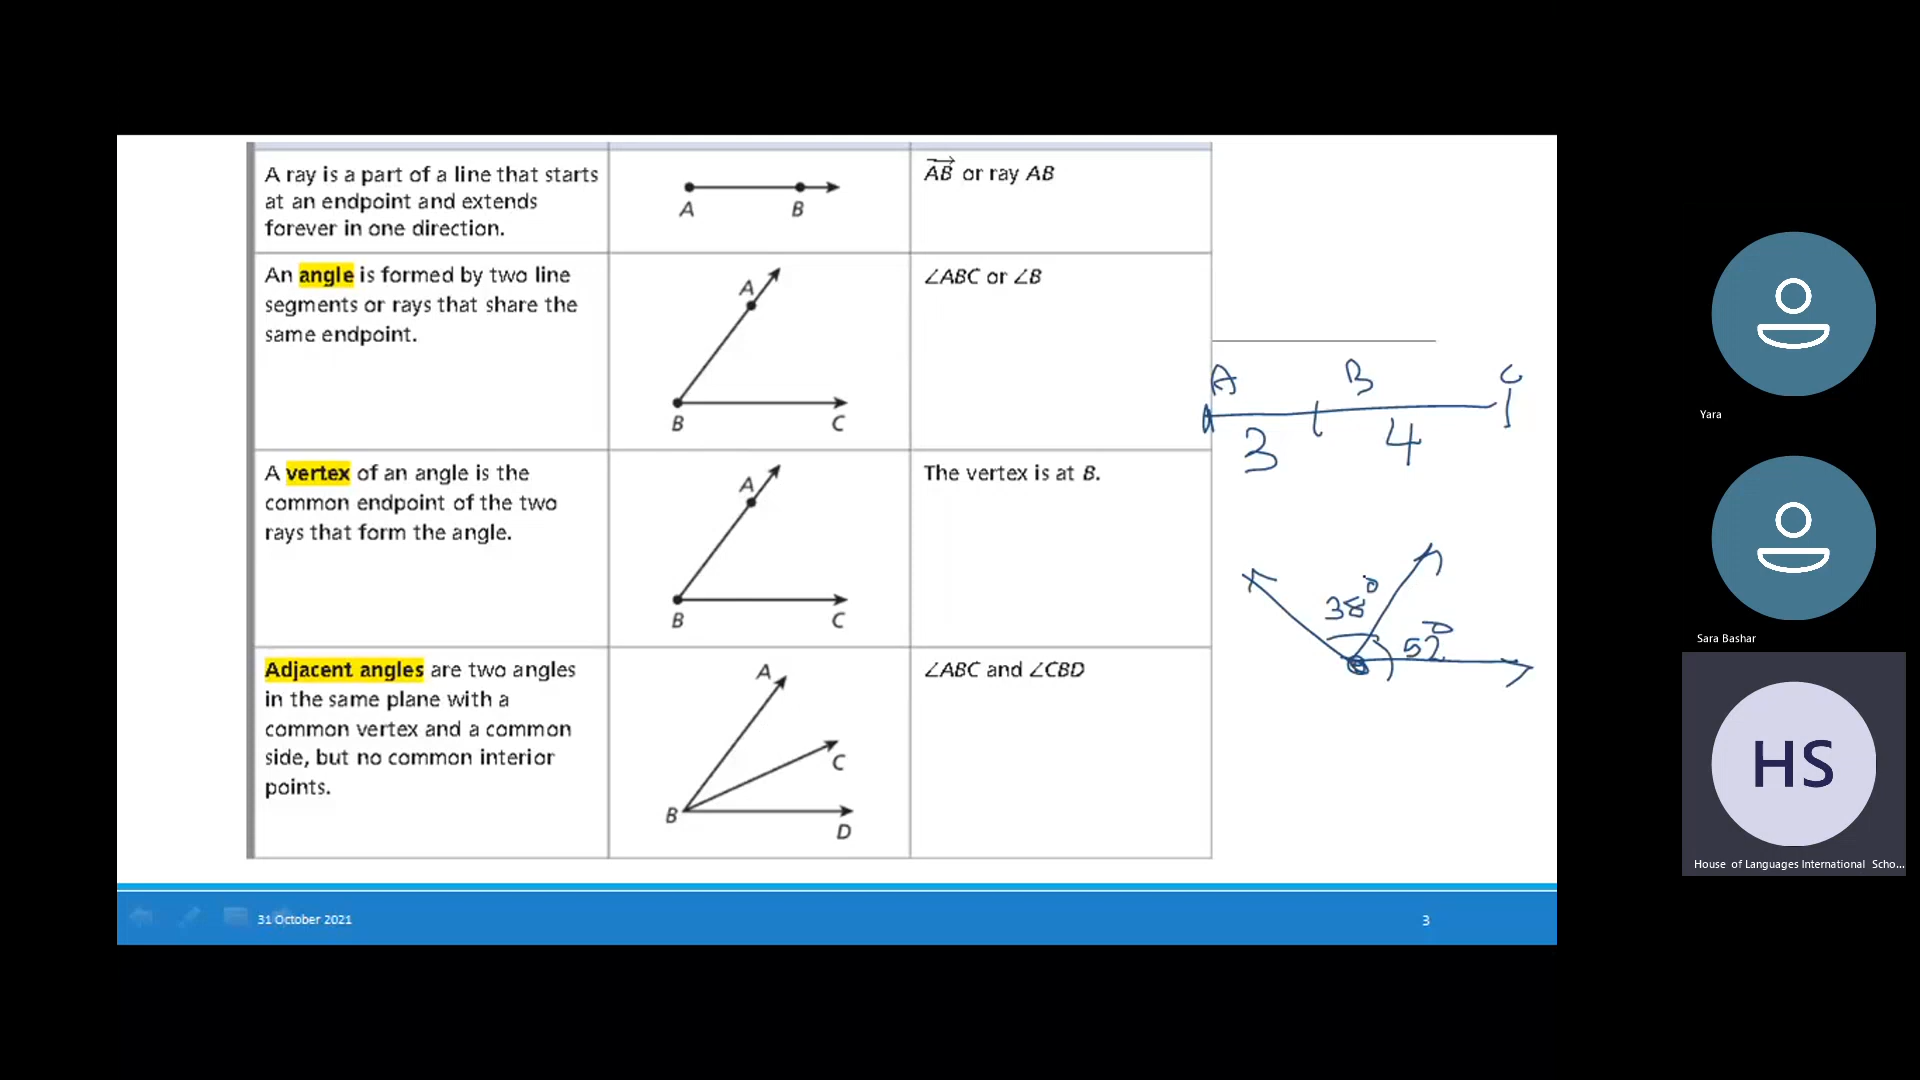 A ray is a part of a line that starts
at an endpoint and extends
forever in one direction.
A
B
AB or ray AB
An angle is formed by two line
segments or rays that share the
same endpoint.
A
B
C
∠ABC or ∠B
A vertex of an angle is the
common endpoint of the two
rays that form the angle.
A
B
C
The vertex is at B.
Adjacent angles are two angles
in the same plane with a
common vertex and a common
side, but no common interior
points.
A
C
B
D
∠ABC and ∠CBD
A B C
3 4
38°
52°
31 October 2021
3
Yara
Sara Bashar
HS
House of Languages International Scho...